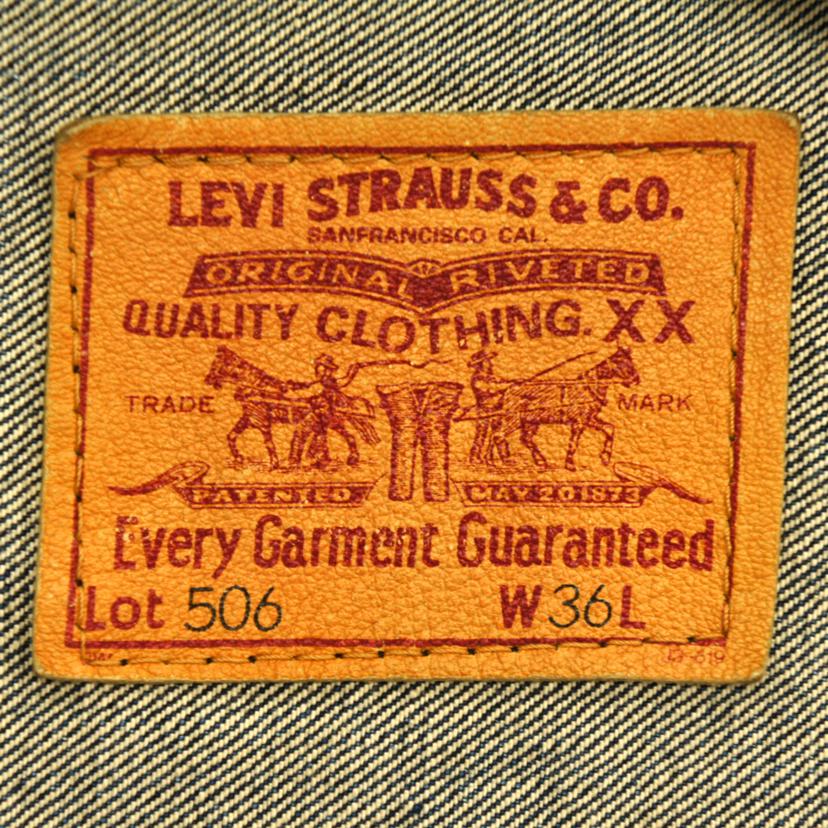 LEVI STRAUSS & CO.
SANFRANCISCO CAL.
ORIGINAL RIVETED
QUALITY CLOTHING. XX
TRADE MARK
PATENTED MAY 20 1873
Every Garment Guaranteed
Lot 506 W 36 L